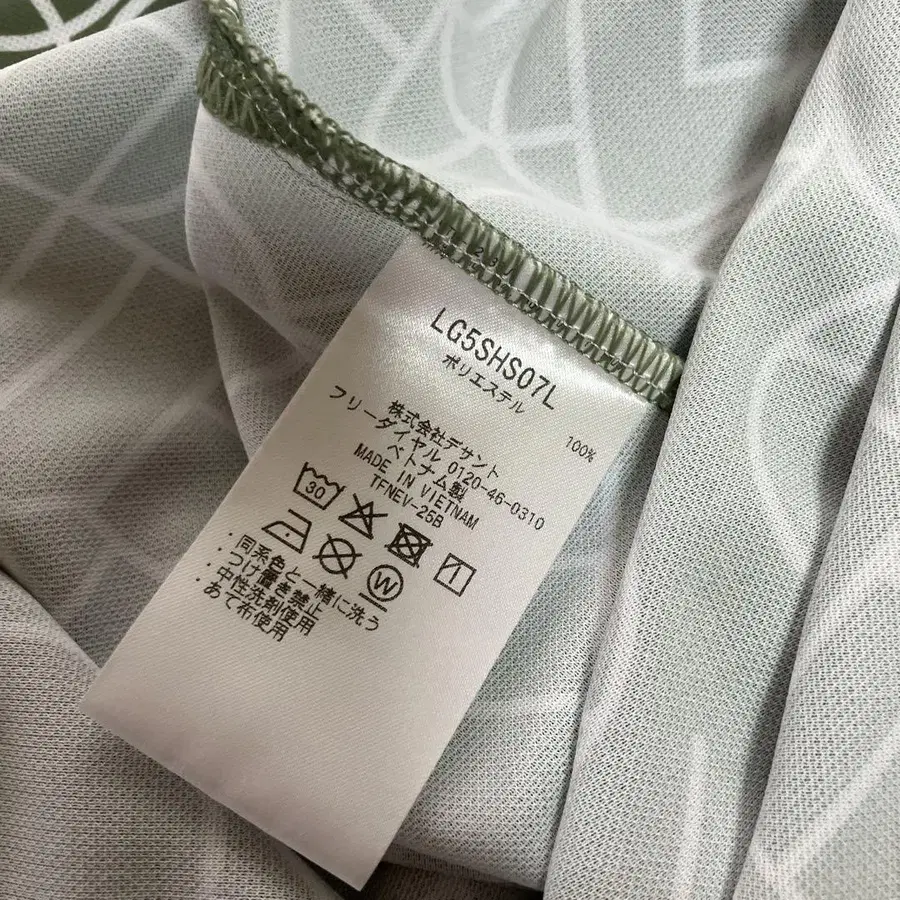 LG5SHS07L
ポリエステル 100%
株式会社デサント
フリーダイヤル 0120-46-0310
ベトナム製
MADE IN VIETNAM
TFNEV-25B
30
W
・同系色と一緒に洗う
・つけ置き禁止
・中性洗剤使用
・あて布使用